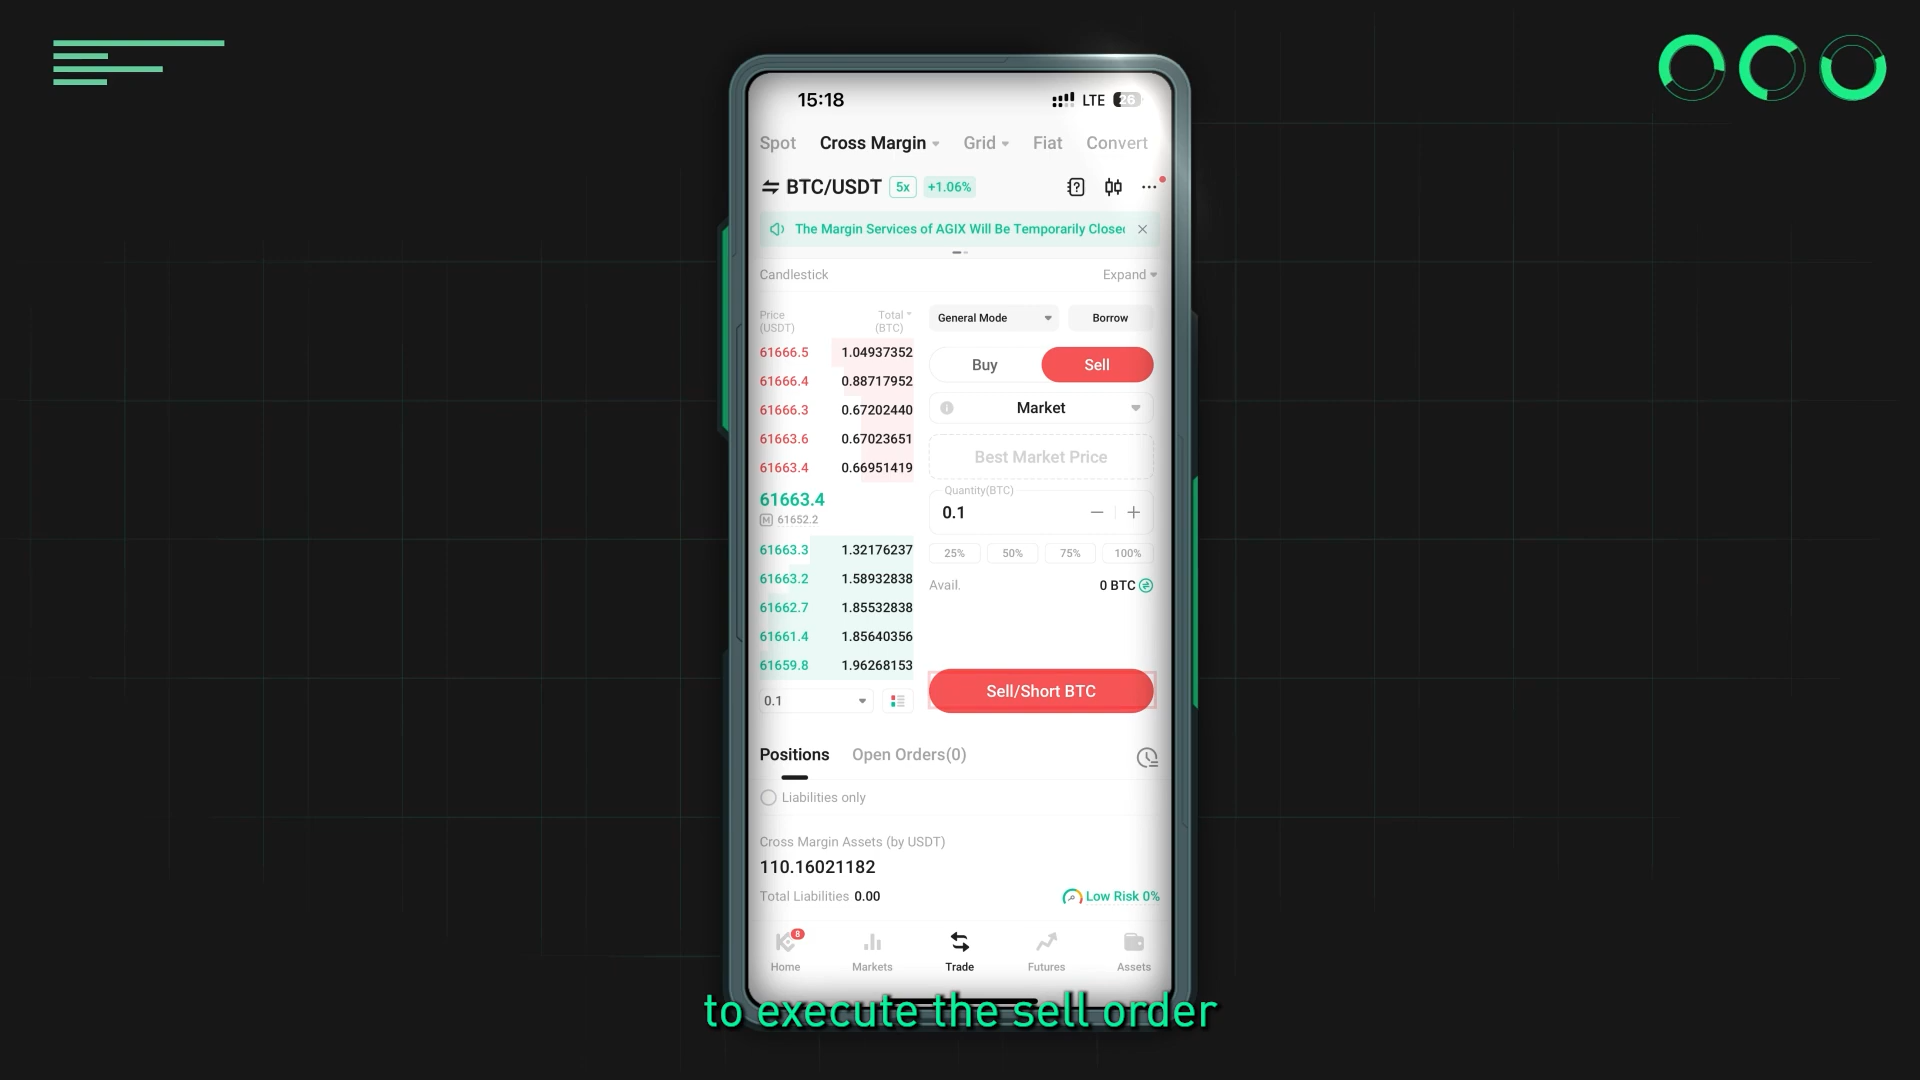 15:18 LTE 26
Spot Cross Margin Grid Fiat Convert
BTC/USDT 5x +1.06%
The Margin Services of AGIX Will Be Temporarily Closed
Candlestick Expand
Price (USDT) Total (BTC)
General Mode Borrow
61666.5 1.04937352
61666.4 0.88717952
61666.3 0.67202440
61663.6 0.67023651
61663.4 0.66951419
61663.4
M 61652.2
61663.3 1.32176237
61663.2 1.58932838
61662.7 1.85532838
61661.4 1.85640356
61659.8 1.96268153
0.1
Buy Sell
Market
Best Market Price
Quantity(BTC)
0.1
25% 50% 75% 100%
Avail. 0 BTC
Sell/Short BTC
Positions Open Orders(0)
Liabilities only
Cross Margin Assets (by USDT)
110.16021182
Total Liabilities 0.00 Low Risk 0%
8
Home Markets Trade Futures Assets
to execute the sell order